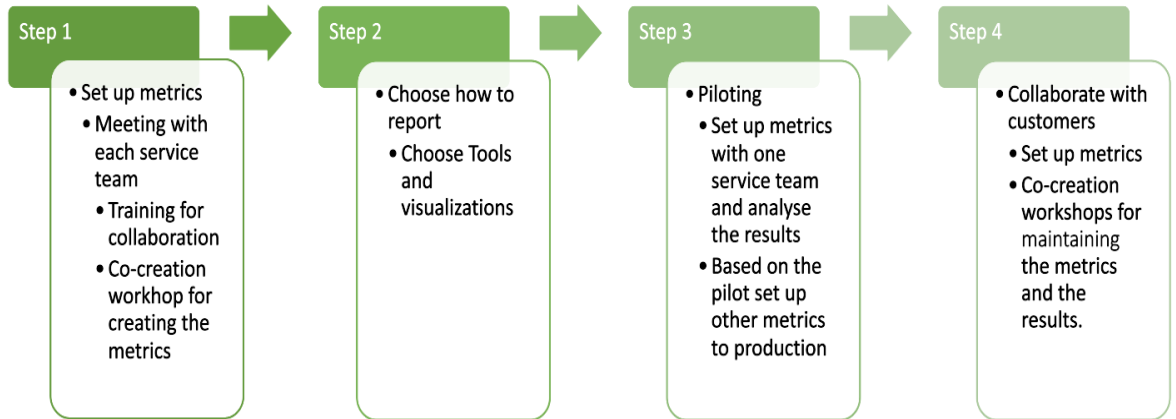 Step 1
• Set up metrics
• Meeting with
each service
team
• Training for
collaboration
• Co-creation
workhop for
creating the
metrics
Step 2
• Choose how to
report
• Choose Tools
and
visualizations
Step 3
• Piloting
• Set up metrics
with one
service team
and analyse
the results
• Based on the
pilot set up
other metrics
to production
Step 4
• Collaborate with
customers
• Set up metrics
• Co-creation
workshops for
maintaining
the metrics
and the
results.